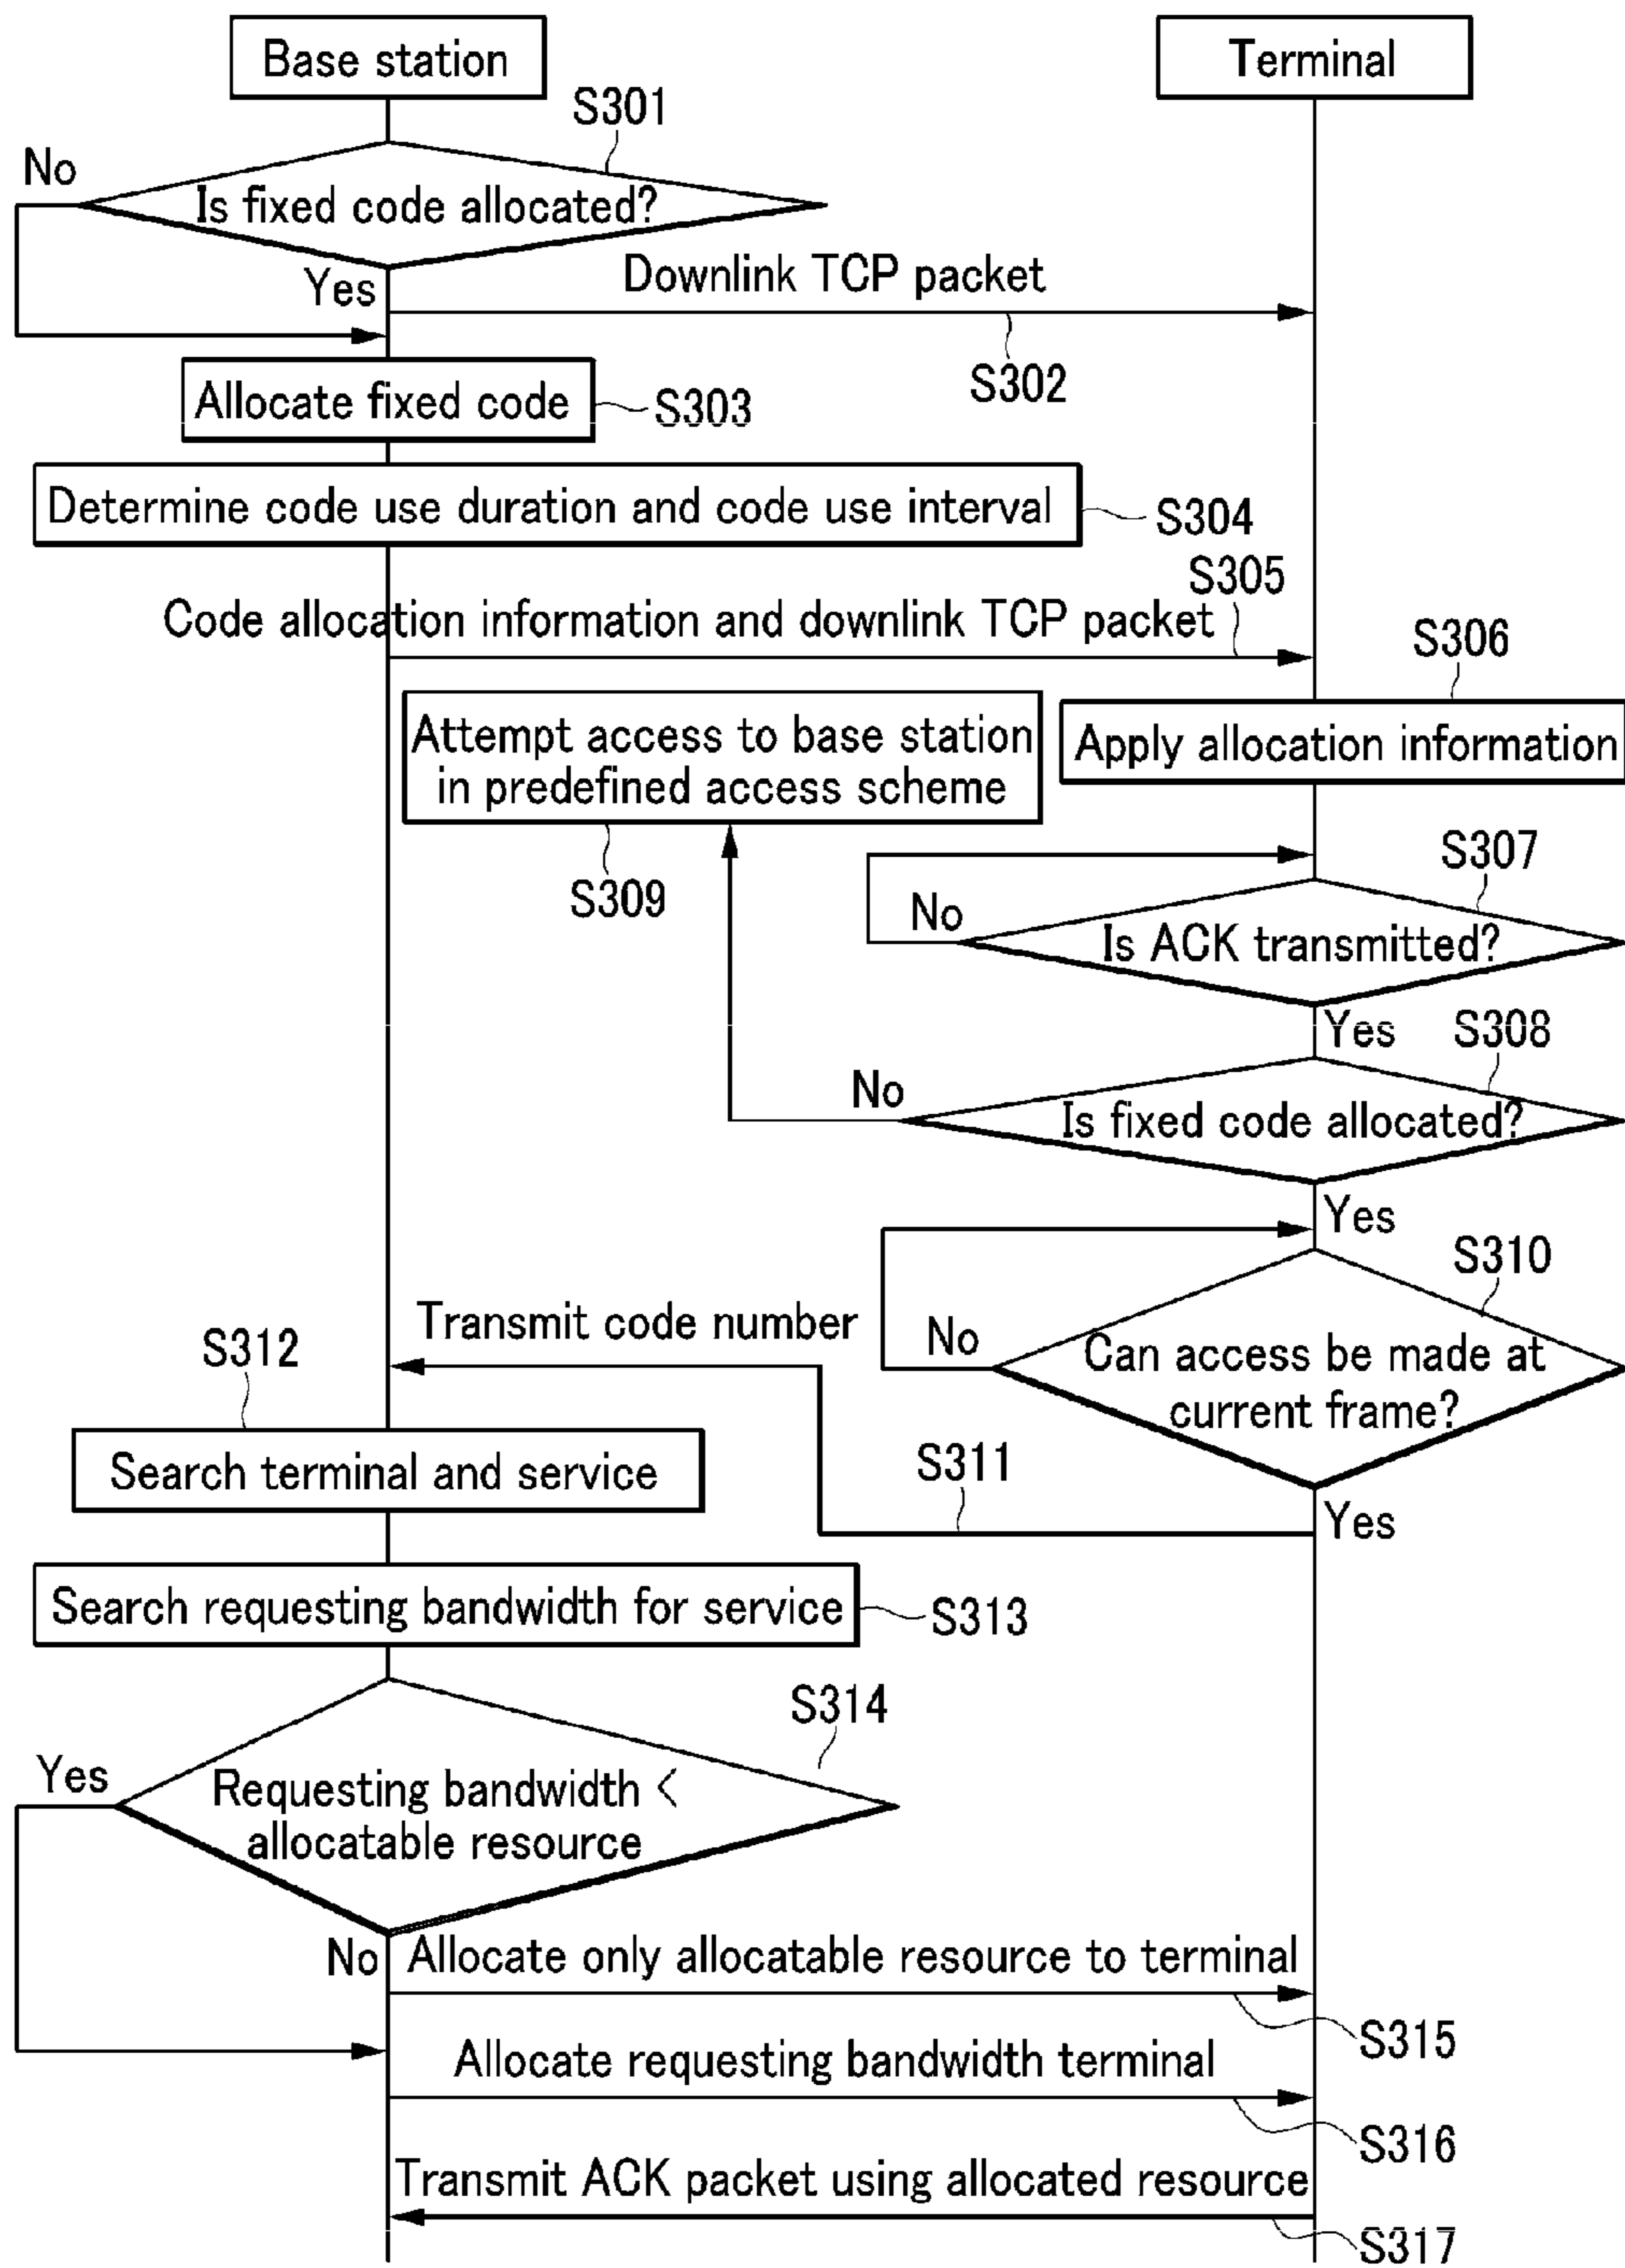 Base station
Terminal
S301
No
Is fixed code allocated?
Yes
Downlink TCP packet
S302
Allocate fixed code
S303
Determine code use duration and code use interval
S304
S305
Code allocation information and downlink TCP packet
S306
Attempt access to base station
in predefined access scheme
Apply allocation information
S309
S307
No
Is ACK transmitted?
Yes
S308
No
Is fixed code allocated?
Yes
S310
Transmit code number
No
Can access be made at
current frame?
S312
Search terminal and service
S311
Yes
Search requesting bandwidth for service
S313
S314
Yes
Requesting bandwidth <
allocatable resource
No
Allocate only allocatable resource to terminal
S315
Allocate requesting bandwidth terminal
S316
Transmit ACK packet using allocated resource
S317